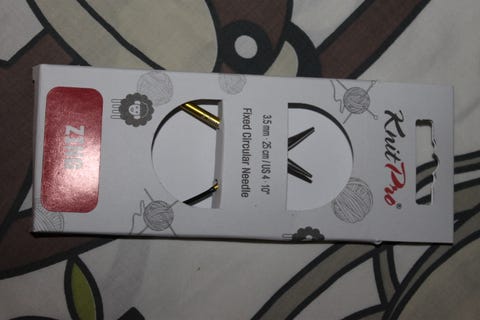 KnitPro®
3.5 mm · 25 cm / US 4 · 10"
Fixed Circular Needle
ZING